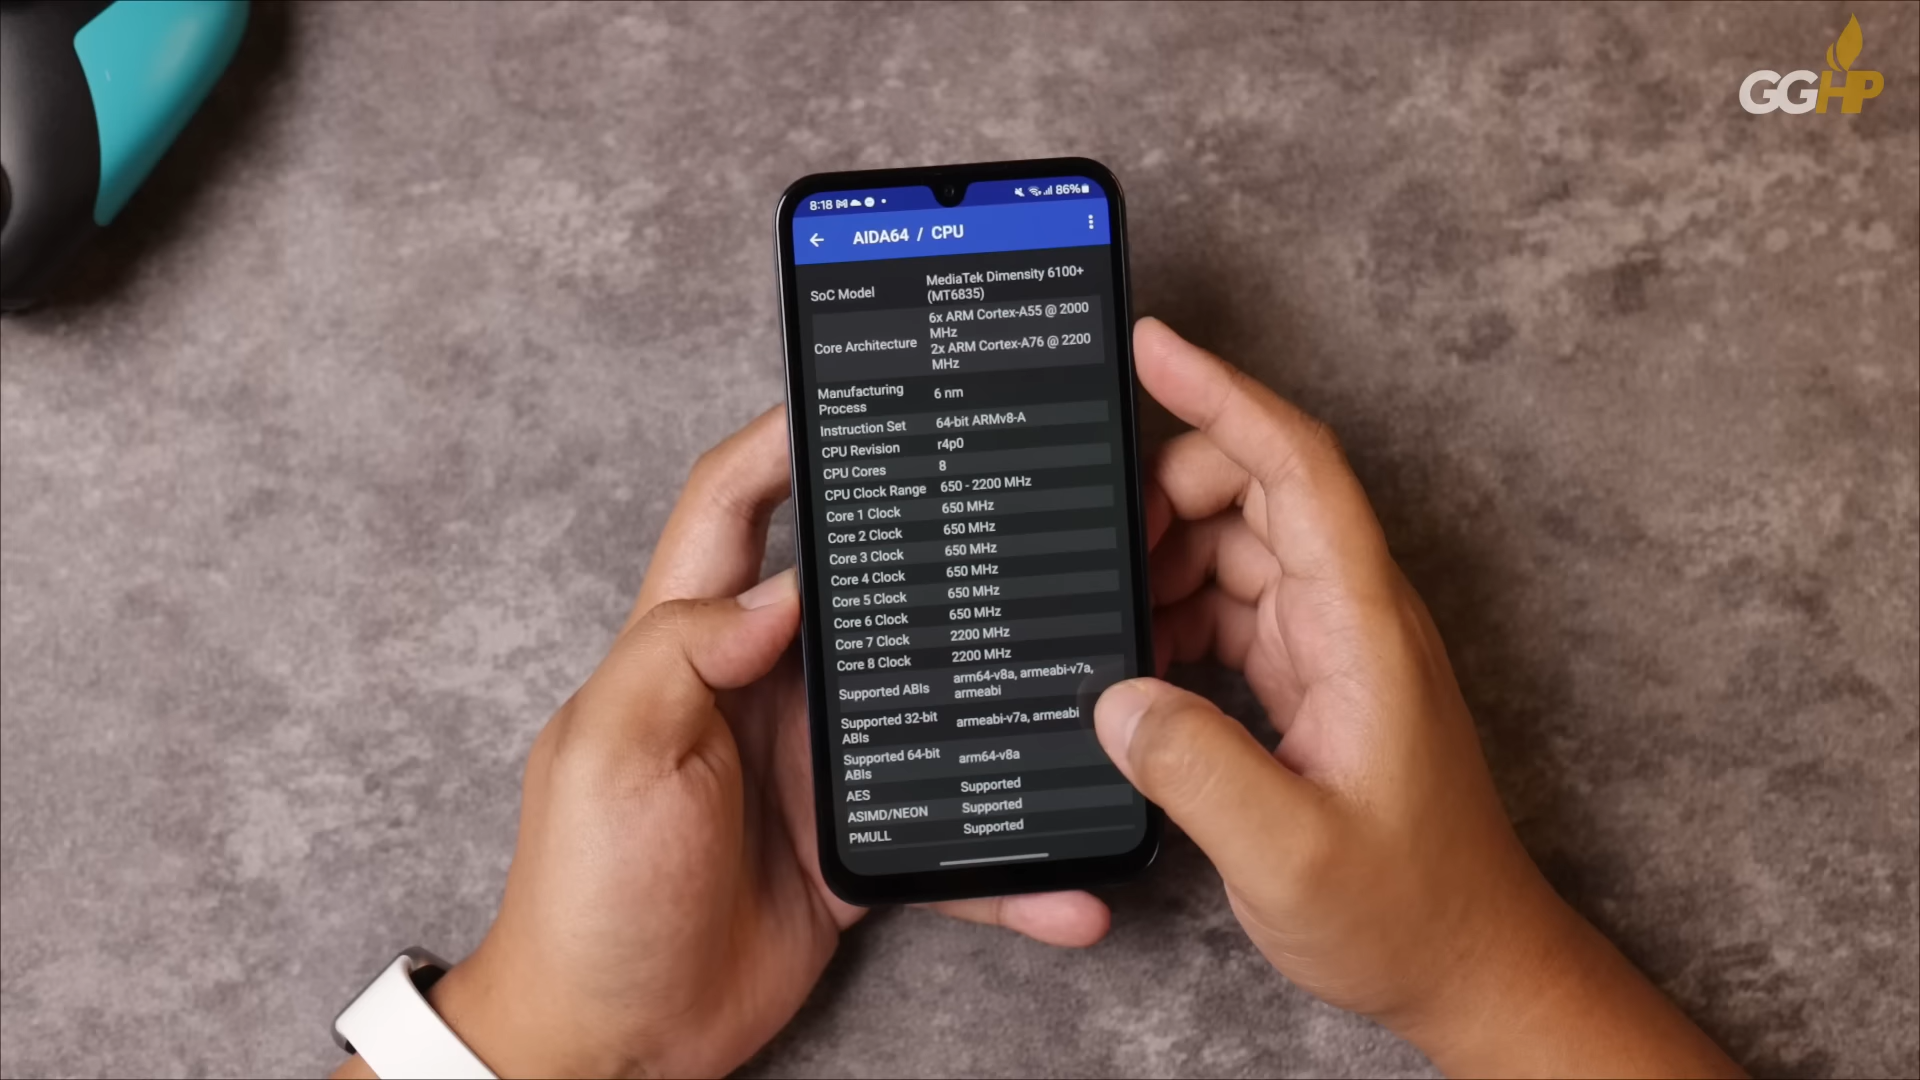 GGHP
8:18
86%
AIDA64 / CPU
SoC Model
MediaTek Dimensity 6100+
(MT6835)
Core Architecture
6x ARM Cortex-A55 @ 2000
MHz
2x ARM Cortex-A76 @ 2200
MHz
Manufacturing
Process
6 nm
Instruction Set
64-bit ARMv8-A
CPU Revision
r4p0
CPU Cores
8
CPU Clock Range
650 - 2200 MHz
Core 1 Clock
650 MHz
Core 2 Clock
650 MHz
Core 3 Clock
650 MHz
Core 4 Clock
650 MHz
Core 5 Clock
650 MHz
Core 6 Clock
650 MHz
Core 7 Clock
2200 MHz
Core 8 Clock
2200 MHz
Supported ABIs
arm64-v8a, armeabi-v7a,
armeabi
Supported 32-bit
ABIs
armeabi-v7a, armeabi
Supported 64-bit
ABIs
arm64-v8a
AES
Supported
ASIMD/NEON
Supported
PMULL
Supported